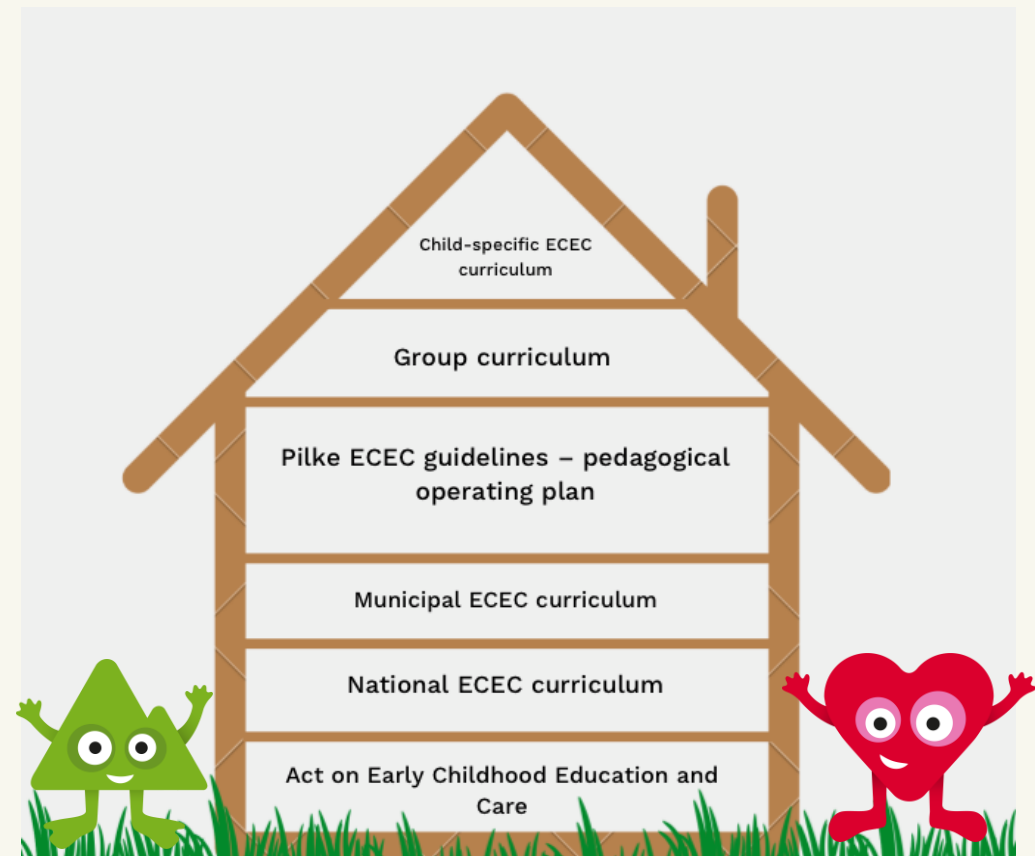 Child-specific ECEC
curriculum
Group curriculum
Pilke ECEC guidelines – pedagogical
operating plan
Municipal ECEC curriculum
National ECEC curriculum
Act on Early Childhood Education and
Care